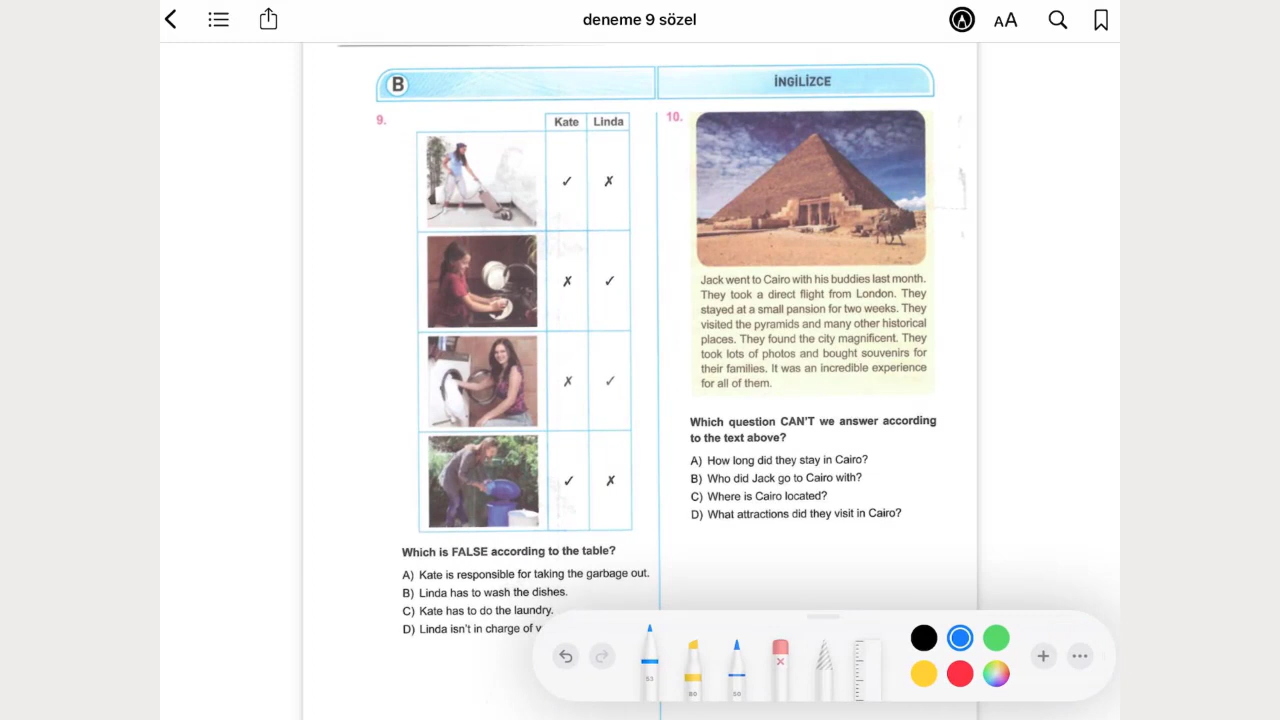 deneme 9 sözel
AA
B
İNGİLİZCE
9.
Kate Linda
✓ ✗
✗ ✓
✗ ✓
✓ ✗
Which is FALSE according to the table?
A) Kate is responsible for taking the garbage out.
B) Linda has to wash the dishes.
C) Kate has to do the laundry.
D) Linda isn't in charge of
10.
Jack went to Cairo with his buddies last month.
They took a direct flight from London. They
stayed at a small pansion for two weeks. They
visited the pyramids and many other historical
places. They found the city magnificent. They
took lots of photos and bought souvenirs for
their families. It was an incredible experience
for all of them.
Which question CAN'T we answer according
to the text above?
A) How long did they stay in Cairo?
B) Who did Jack go to Cairo with?
C) Where is Cairo located?
D) What attractions did they visit in Cairo?
53
80
50